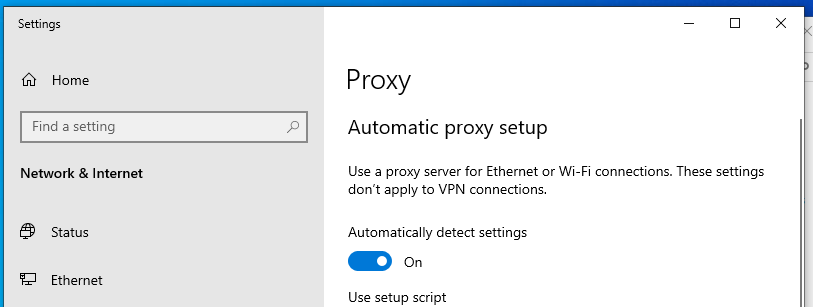 Settings
Home
Find a setting
Network & Internet
Status
Ethernet
Proxy
Automatic proxy setup
Use a proxy server for Ethernet or Wi-Fi connections. These settings
don't apply to VPN connections.
Automatically detect settings
On
Use setup script